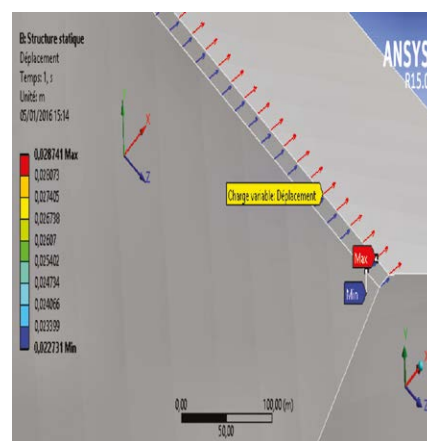 B: Structure statique
Déplacement
Temps: 1, s
Unité: m
05/01/2016 15:14
ANSYS
R15.0
0,028741 Max
0,028073
0,027405
0,026738
0,02607
0,025402
0,024734
0,024066
0,023399
0,022731 Min
X
Y
Z
Charge variable: Déplacement
Max
Min
0,00
100,00 (m)
50,00
Y
X
Z